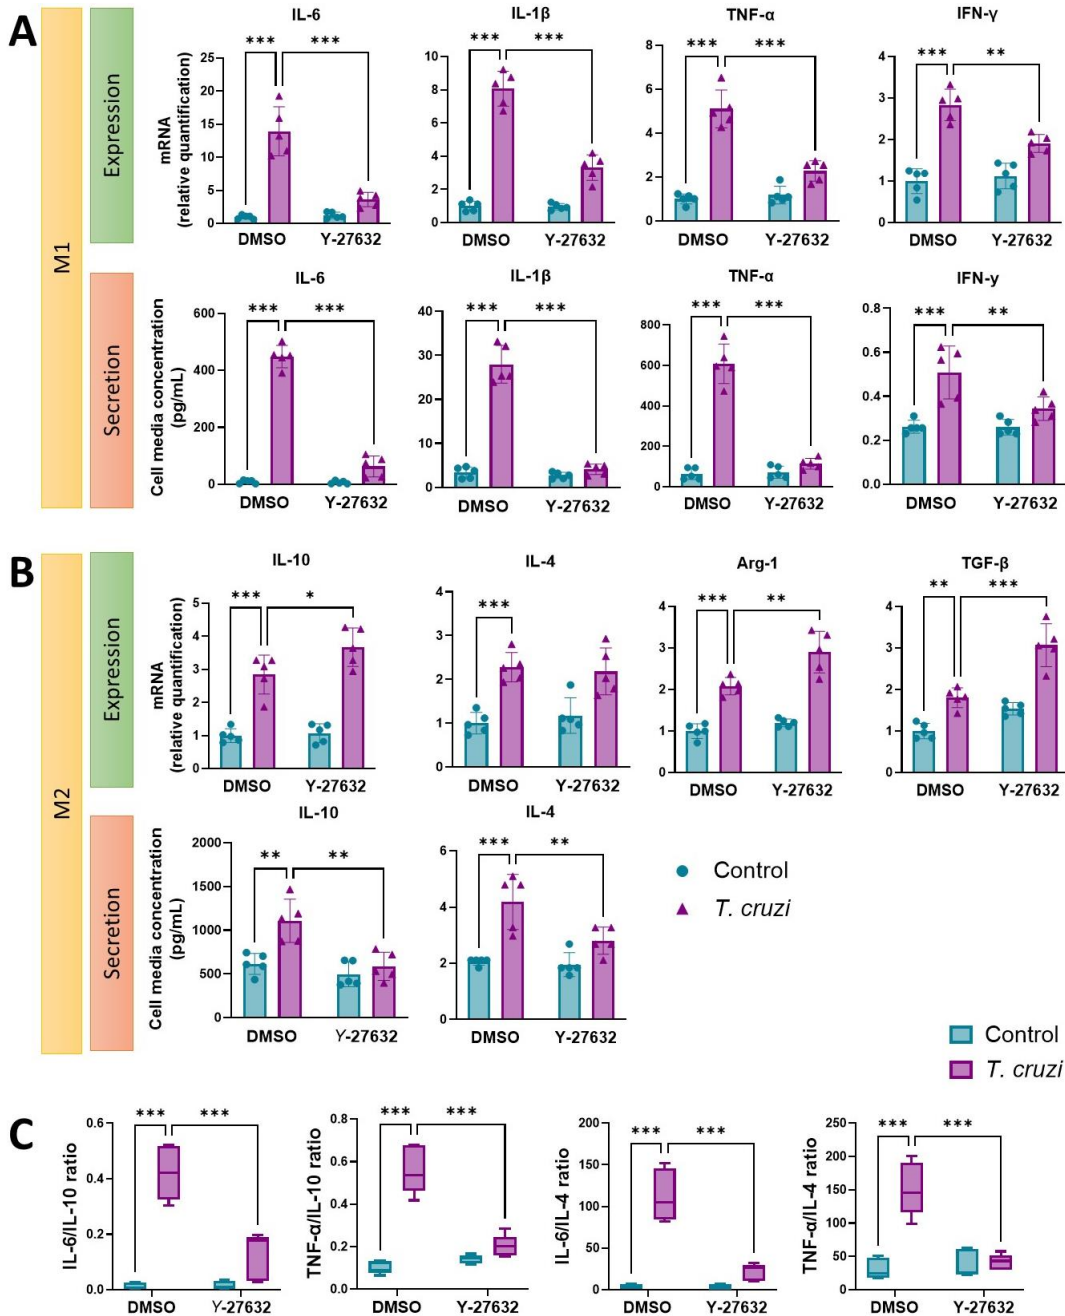 A
M1
Expression
Secretion
IL-6
IL-1β
TNF-α
IFN-γ
mRNA
(relative quantification)
25
20
15
10
5
0
*** ***
DMSO Y-27632
10
8
6
4
2
0
*** ***
DMSO Y-27632
8
6
4
2
0
*** ***
DMSO Y-27632
4
3
2
1
0
*** **
DMSO Y-27632
IL-6
IL-1β
TNF-α
IFN-γ
Cell media concentration
(pg/mL)
600
400
200
0
*** ***
DMSO Y-27632
40
30
20
10
0
*** ***
DMSO Y-27632
800
600
400
200
0
*** ***
DMSO Y-27632
0.8
0.6
0.4
0.2
0.0
*** **
DMSO Y-27632
B
M2
Expression
Secretion
IL-10
IL-4
Arg-1
TGF-β
mRNA
(relative quantification)
5
4
3
2
1
0
*** *
DMSO Y-27632
4
3
2
1
0
***
DMSO Y-27632
4
3
2
1
0
*** **
DMSO Y-27632
4
3
2
1
0
** ***
DMSO Y-27632
IL-10
IL-4
Cell media concentration
(pg/mL)
2000
1500
1000
500
0
** **
DMSO Y-27632
6
4
2
0
*** **
DMSO Y-27632
Control
T. cruzi
Control
T. cruzi
C
IL-6/IL-10 ratio
0.6
0.4
0.2
0.0
*** ***
DMSO Y-27632
TNF-α/IL-10 ratio
0.8
0.6
0.4
0.2
0.0
*** ***
DMSO Y-27632
IL-6/IL-4 ratio
200
150
100
50
0
*** ***
DMSO Y-27632
TNF-α/IL-4 ratio
250
200
150
100
50
0
*** ***
DMSO Y-27632